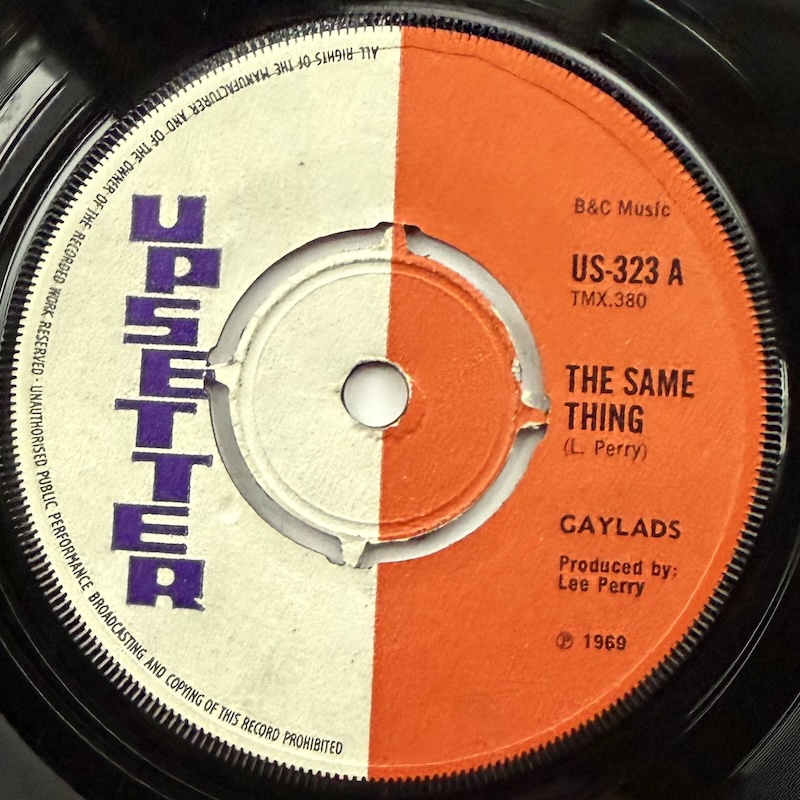 ALL RIGHTS OF THE MANUFACTURER AND OF THE OWNER OF THE RECORDED WORK RESERVED · UNAUTHORISED PUBLIC PERFORMANCE BROADCASTING AND COPYING OF THIS RECORD PROHIBITED
UPSETTER
B&C Music
US-323 A
TMX.380
THE SAME
THING
(L. Perry)
GAYLADS
Produced by:
Lee Perry
℗ 1969